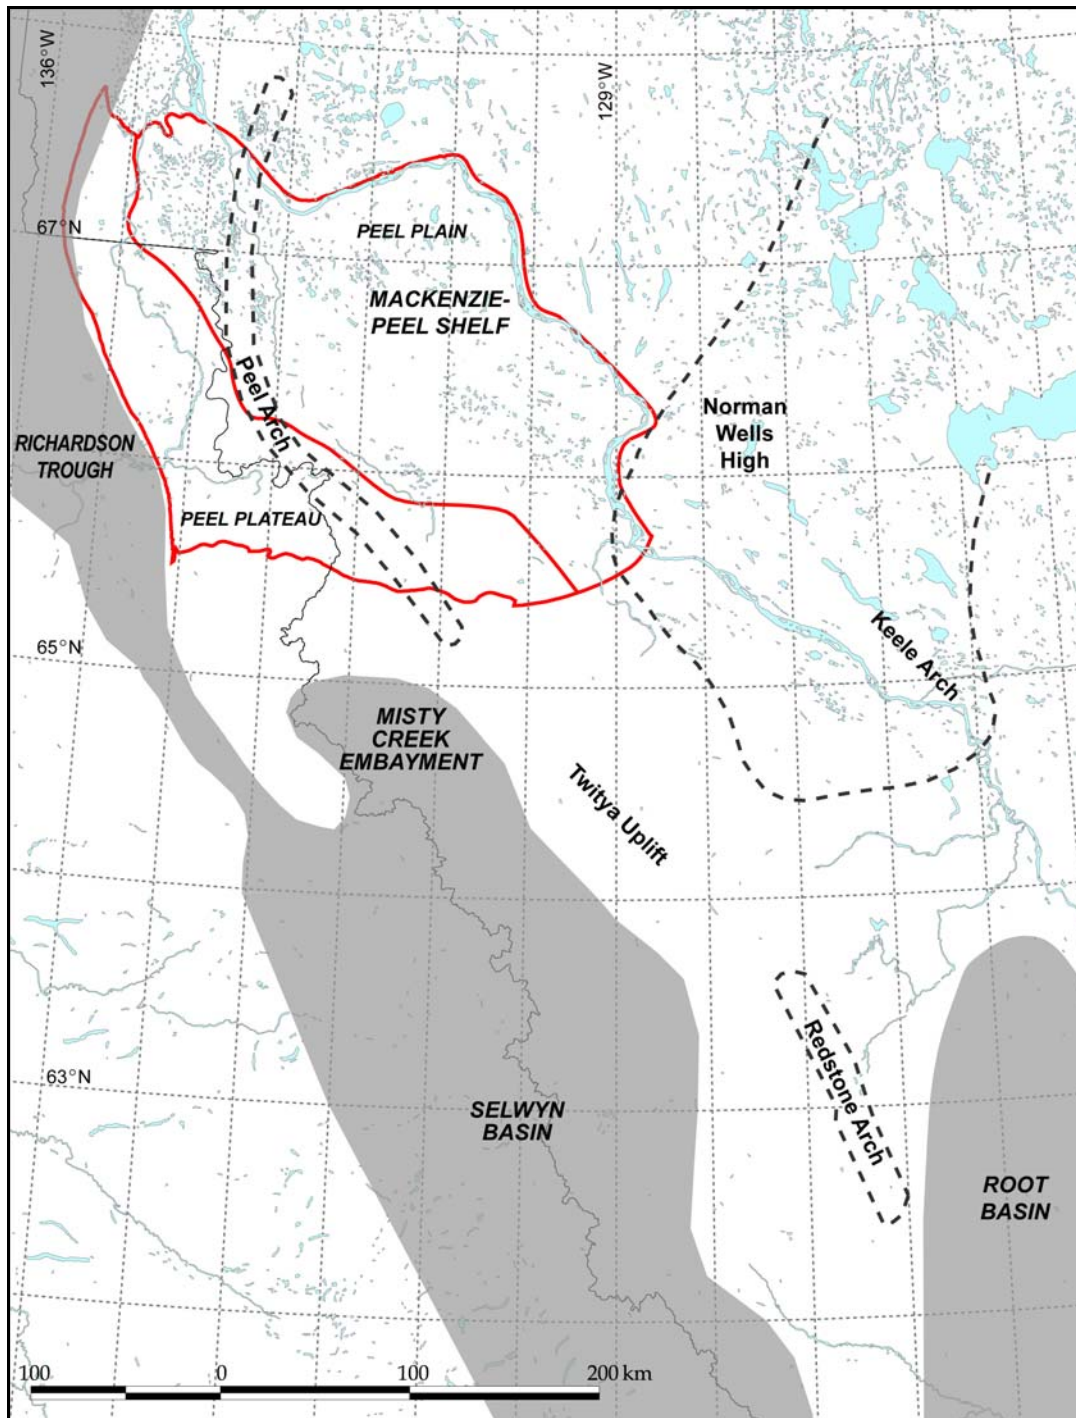 136°W
129°W
67°N
PEEL PLAIN
MACKENZIE-
PEEL SHELF
Peel Arch
Norman
Wells
High
RICHARDSON
TROUGH
PEEL PLATEAU
65°N
Keele Arch
MISTY
CREEK
EMBAYMENT
Twitya Uplift
63°N
Redstone Arch
SELWYN
BASIN
ROOT
BASIN
100 0 100 200 km